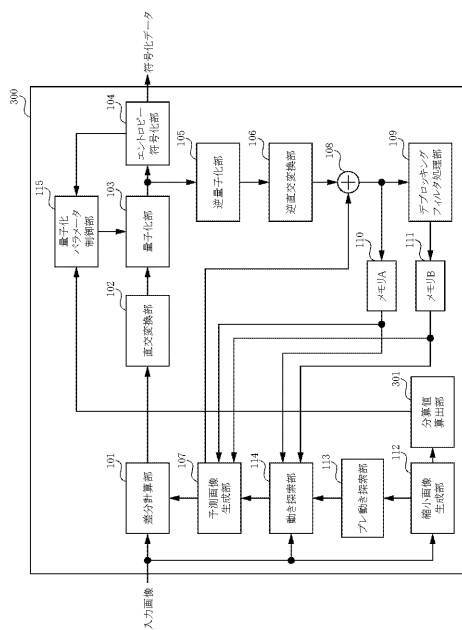 300
入力画像
101
差分計算部
102
直交変換部
115
量子化
パラメータ
制御部
103
量子化部
104
エントロピー
符号化部
符号化データ
105
逆量子化部
106
逆直交変換部
108
107
予測画像
生成部
114
動き探索部
113
プレ動き探索部
112
縮小画像
生成部
301
分散値
算出部
110
メモリA
111
メモリB
109
デブロッキング
フィルタ処理部